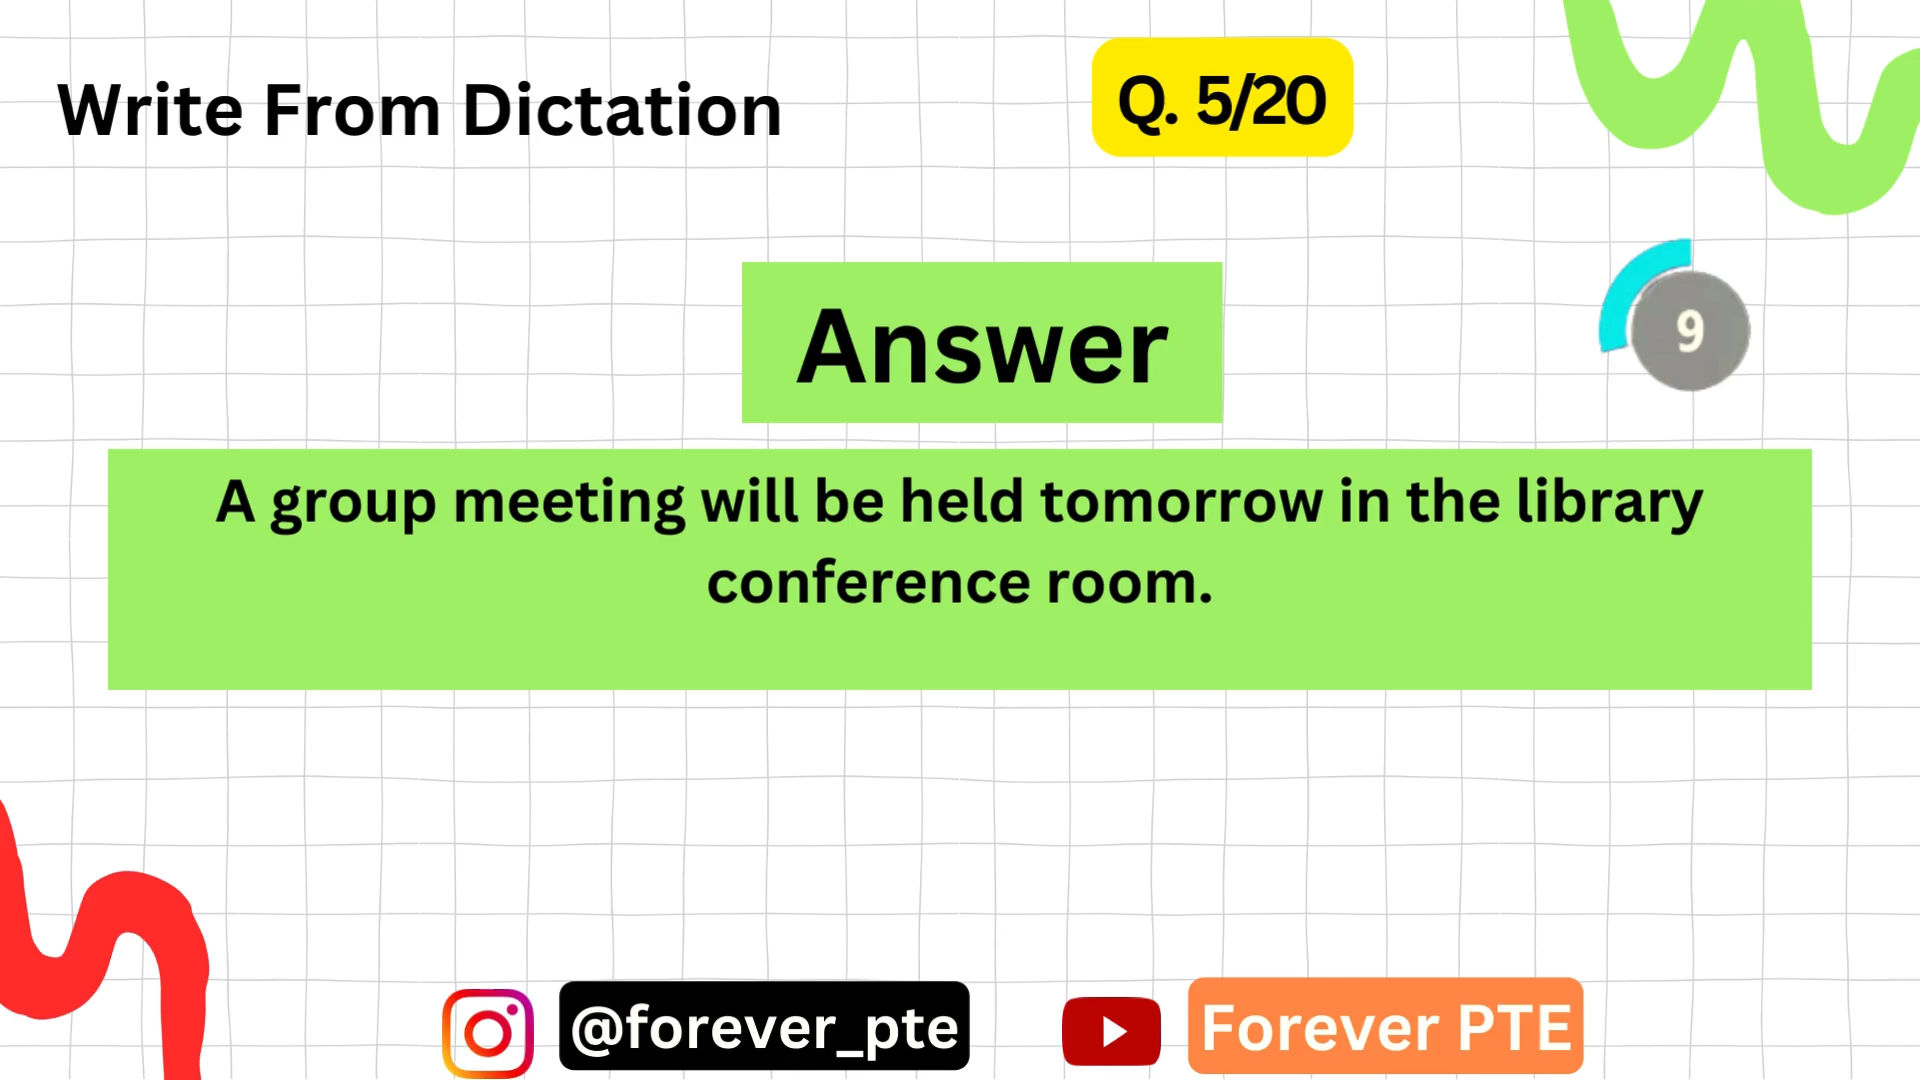 Write From Dictation
Q. 5/20
Answer
9
A group meeting will be held tomorrow in the library
conference room.
@forever_pte
Forever PTE